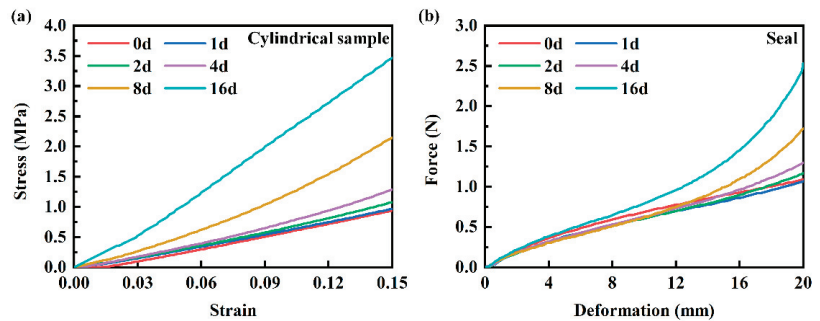 (a)
Cylindrical sample
0d 1d
2d 4d
8d 16d
Stress (MPa)
4.0
3.5
3.0
2.5
2.0
1.5
1.0
0.5
0.0
0.00 0.03 0.06 0.09 0.12 0.15
Strain
(b)
Seal
0d 1d
2d 4d
8d 16d
Force (N)
3.0
2.5
2.0
1.5
1.0
0.5
0.0
0 4 8 12 16 20
Deformation (mm)